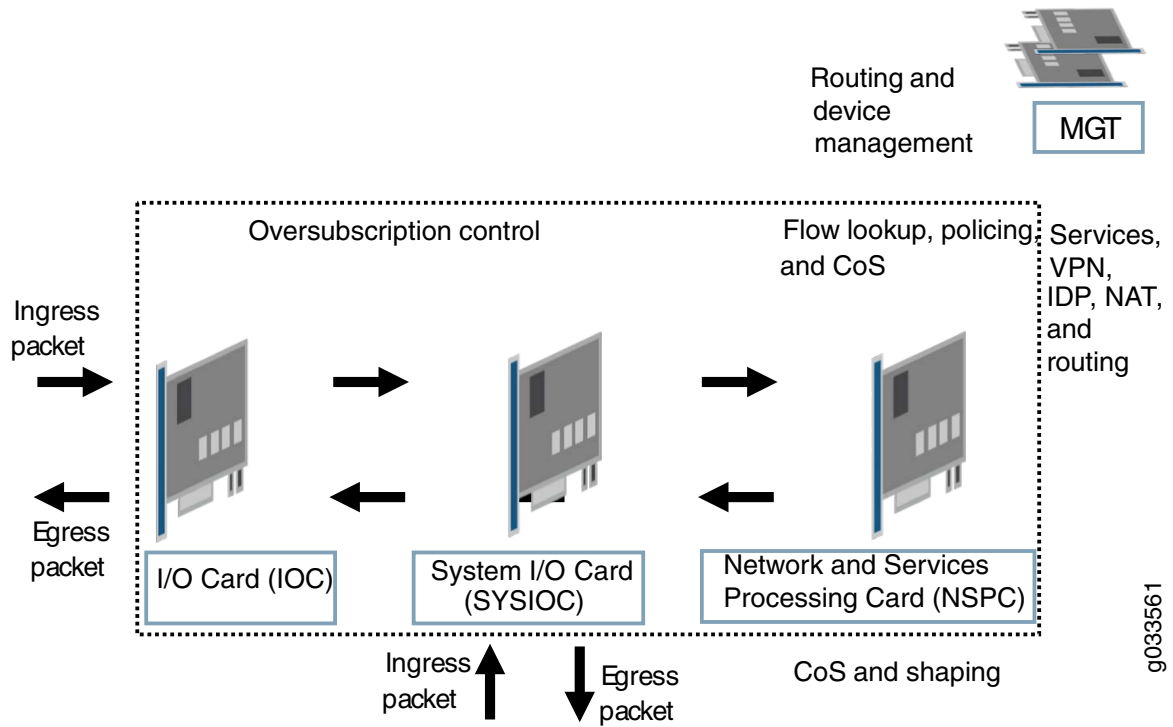 Routing and
device
management
MGT
Oversubscription control
Flow lookup, policing,
and CoS
Services,
VPN,
IDP, NAT,
and
routing
Ingress
packet
Egress
packet
I/O Card (IOC)
System I/O Card
(SYSIOC)
Network and Services
Processing Card (NSPC)
Ingress
packet
Egress
packet
CoS and shaping
g033561